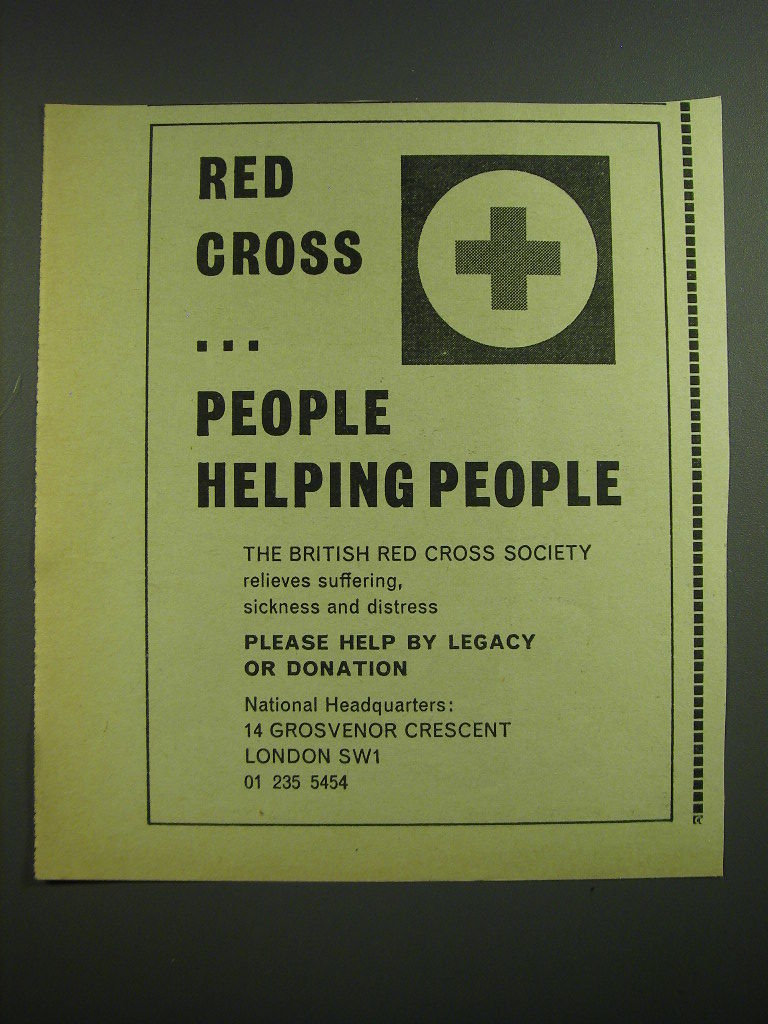 RED
CROSS
...
PEOPLE
HELPING PEOPLE
THE BRITISH RED CROSS SOCIETY
relieves suffering,
sickness and distress
PLEASE HELP BY LEGACY
OR DONATION
National Headquarters:
14 GROSVENOR CRESCENT
LONDON SW1
01 235 5454